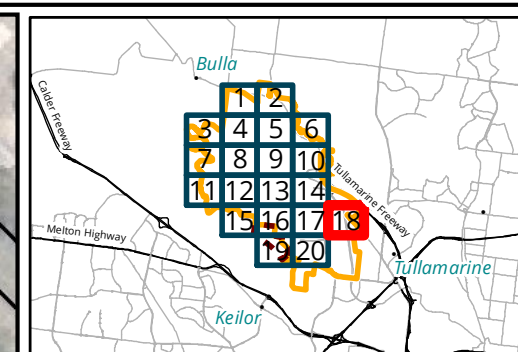 Bulla
Calder Freeway
1 2
3 4 5 6
7 8 9 10
Tullamarine Freeway
11 12 13 14
15 16 17 18
Melton Highway
19 20
Tullamarine
Keilor